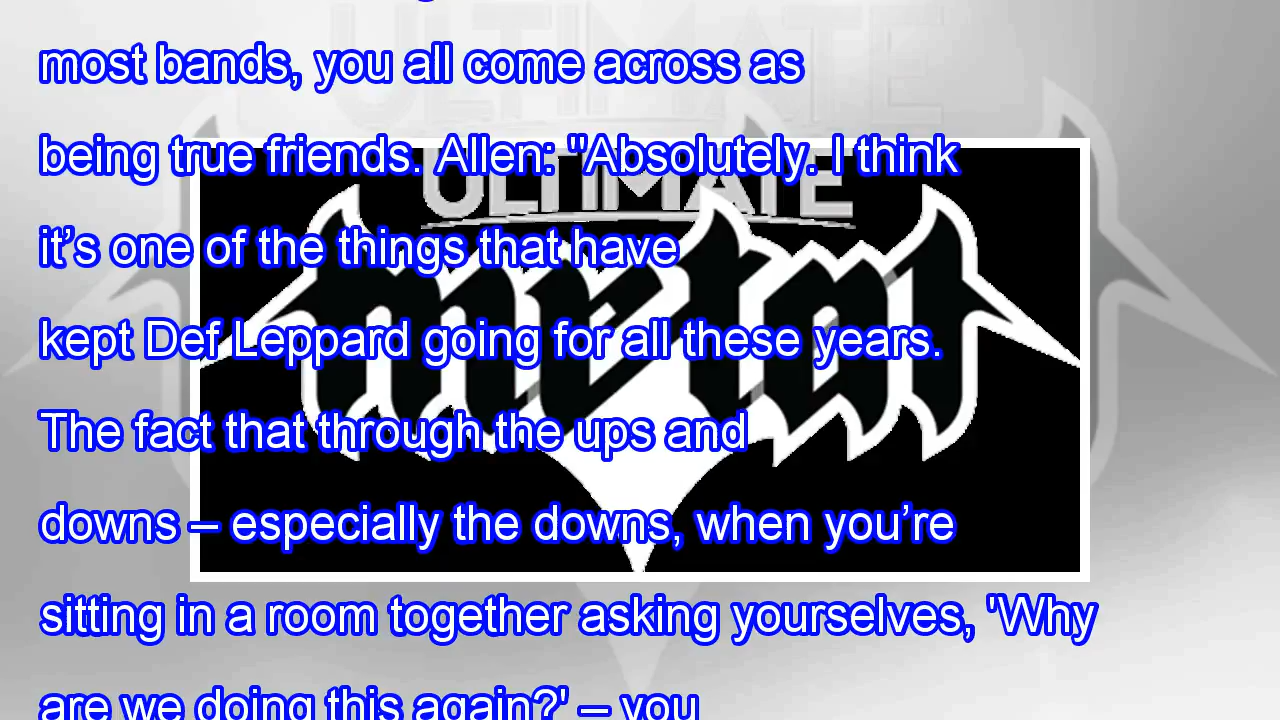 most bands, you all come across as
being true friends. Allen: "Absolutely. I think
it’s one of the things that have
kept Def Leppard going for all these years.
The fact that through the ups and
downs – especially the downs, when you’re
sitting in a room together asking yourselves, 'Why
are we doing this again?' – you
ULTIMATE
ULTIMATE
metal